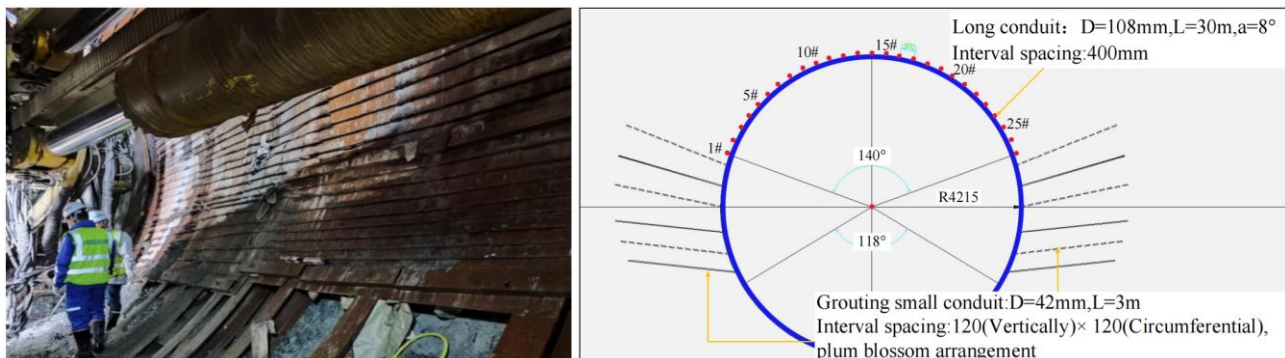 Long conduit: D=108mm,L=30m,a=8°
Interval spacing:400mm
15#
10#
20#
5#
25#
1#
140°
R4215
118°
Grouting small conduit:D=42mm,L=3m
Interval spacing:120(Vertically)× 120(Circumferential),
plum blossom arrangement